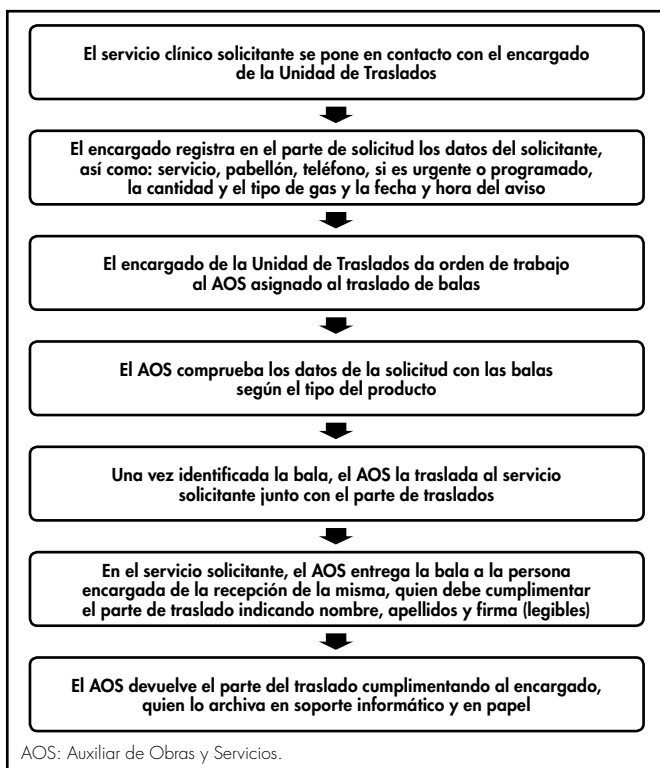 El servicio clínico solicitante se pone en contacto con el encargado
de la Unidad de Traslados
El encargado registra en el parte de solicitud los datos del solicitante,
así como: servicio, pabellón, teléfono, si es urgente o programado,
la cantidad y el tipo de gas y la fecha y hora del aviso
El encargado de la Unidad de Traslados da orden de trabajo
al AOS asignado al traslado de balas
El AOS comprueba los datos de la solicitud con las balas
según el tipo del producto
Una vez identificada la bala, el AOS la traslada al servicio
solicitante junto con el parte de traslados
En el servicio solicitante, el AOS entrega la bala a la persona
encargada de la recepción de la misma, quien debe cumplimentar
el parte de traslado indicando nombre, apellidos y firma (legibles)
El AOS devuelve el parte del traslado cumplimentando al encargado,
quien lo archiva en soporte informático y en papel
AOS: Auxiliar de Obras y Servicios.